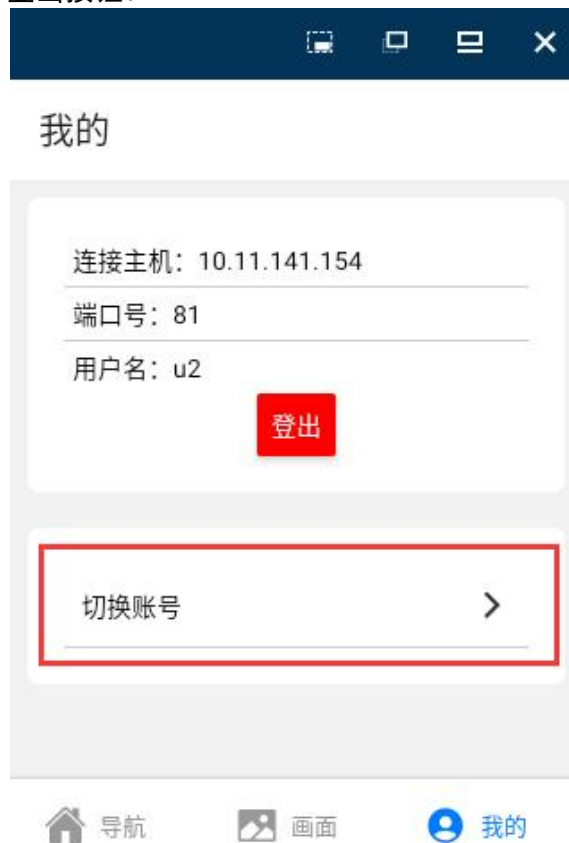 我的
连接主机：10.11.141.154
端口号：81
用户名：u2
登出
切换账号
导航 画面 我的